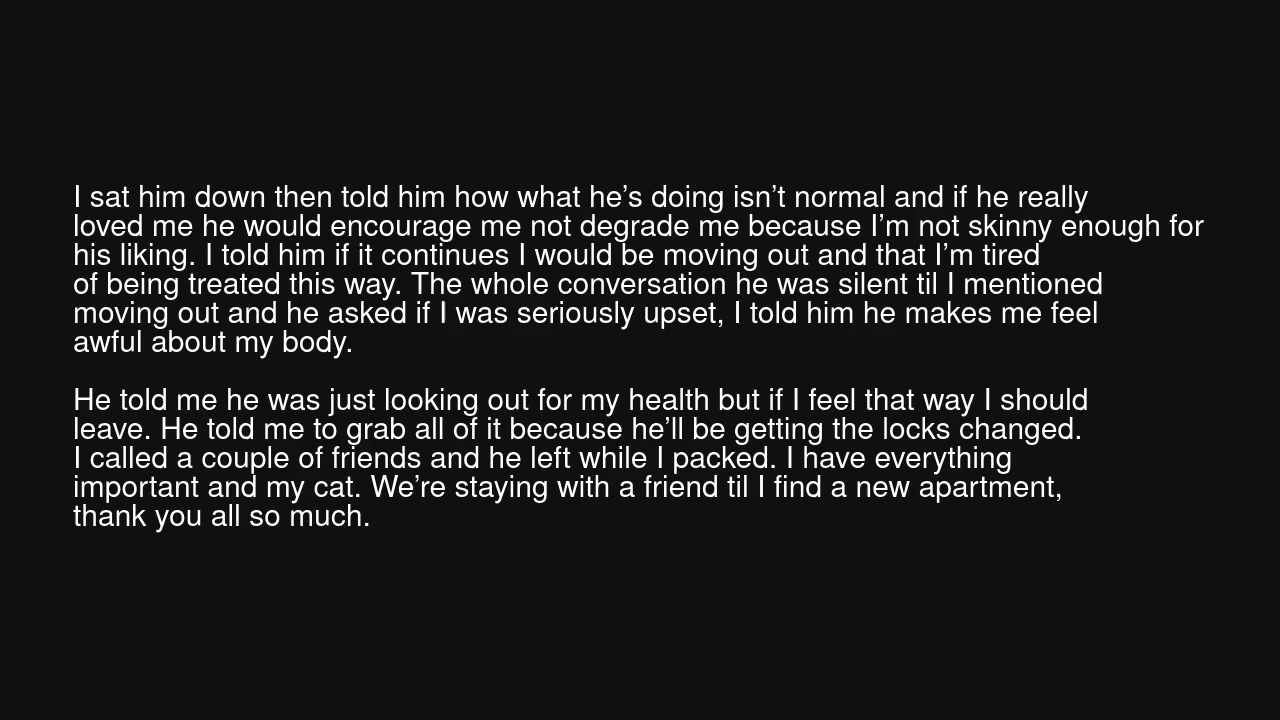 I sat him down then told him how what he’s doing isn’t normal and if he really
loved me he would encourage me not degrade me because I’m not skinny enough for
his liking. I told him if it continues I would be moving out and that I’m tired
of being treated this way. The whole conversation he was silent til I mentioned
moving out and he asked if I was seriously upset, I told him he makes me feel
awful about my body.
He told me he was just looking out for my health but if I feel that way I should
leave. He told me to grab all of it because he’ll be getting the locks changed.
I called a couple of friends and he left while I packed. I have everything
important and my cat. We’re staying with a friend til I find a new apartment,
thank you all so much.